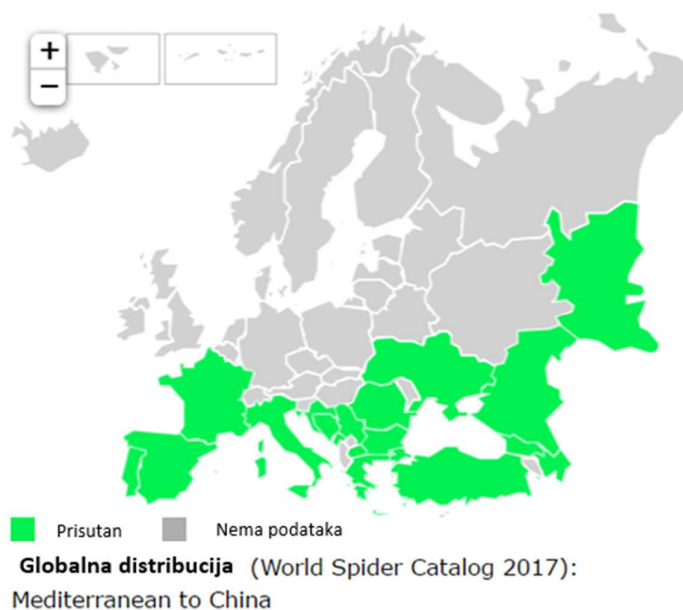 +
−
Prisutan Nema podataka
Globalna distribucija (World Spider Catalog 2017):
Mediterranean to China